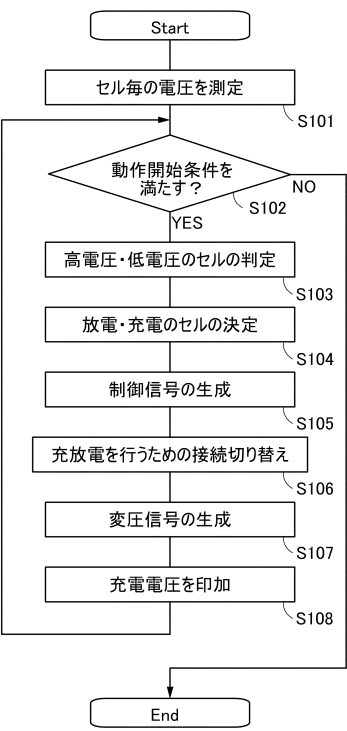 Start
セル毎の電圧を測定
S101
動作開始条件を
満たす？
NO
S102
YES
高電圧・低電圧のセルの判定
S103
放電・充電のセルの決定
S104
制御信号の生成
S105
充放電を行うための接続切り替え
S106
変圧信号の生成
S107
充電電圧を印加
S108
End